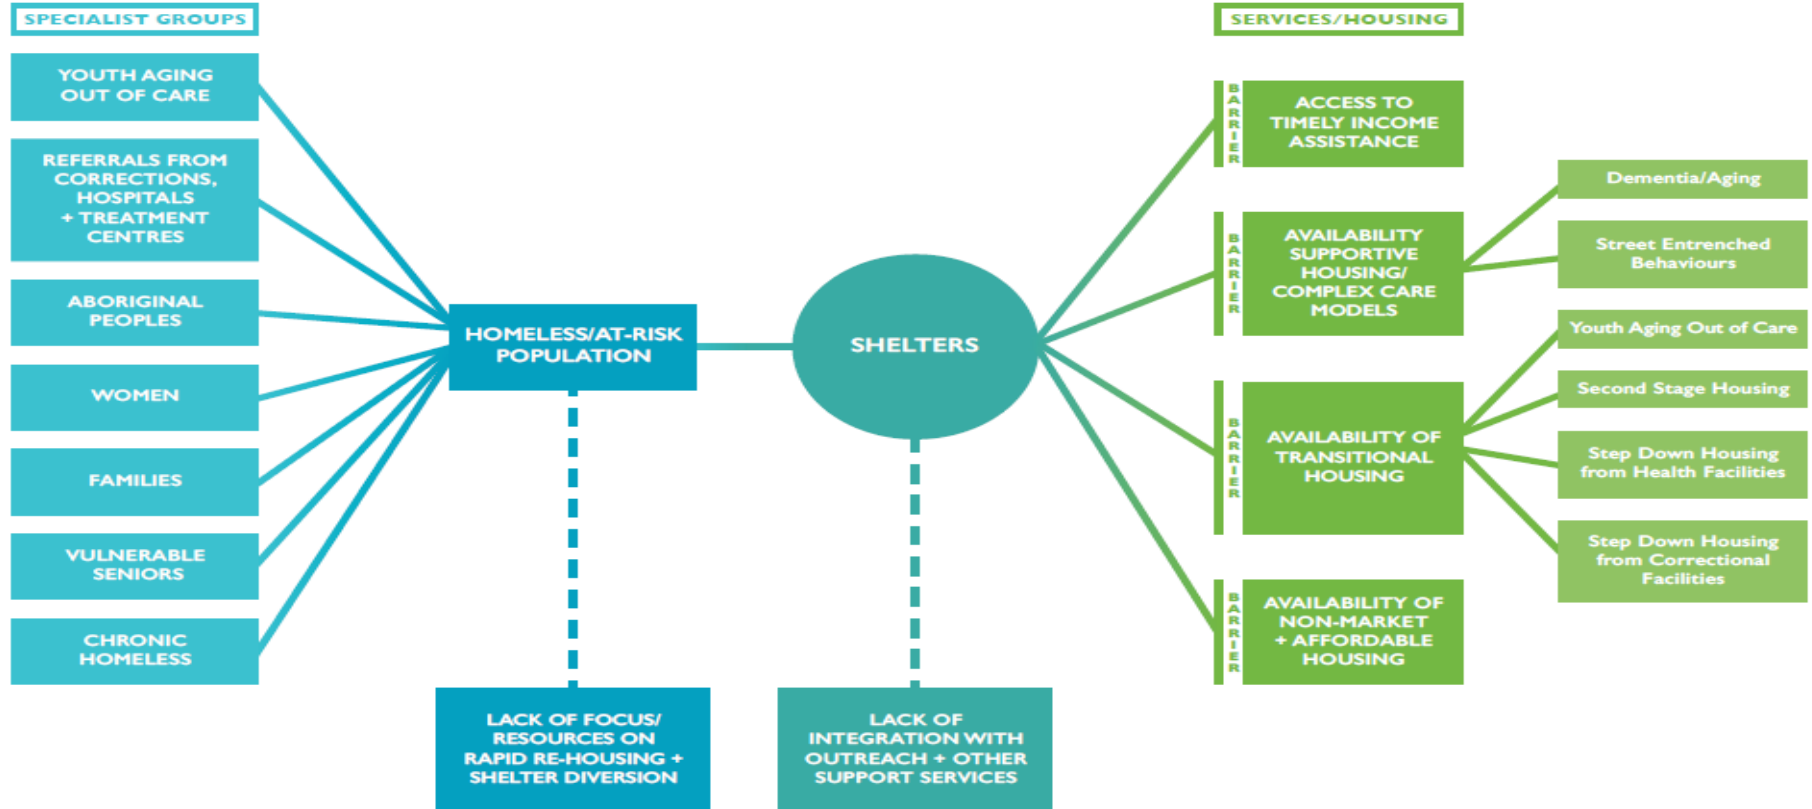 SPECIALIST GROUPS
YOUTH AGING
OUT OF CARE
REFERRALS FROM
CORRECTIONS,
HOSPITALS
+ TREATMENT
CENTRES
ABORIGINAL
PEOPLES
WOMEN
FAMILIES
VULNERABLE
SENIORS
CHRONIC
HOMELESS
HOMELESS/AT-RISK
POPULATION
LACK OF FOCUS/
RESOURCES ON
RAPID RE-HOUSING +
SHELTER DIVERSION
SHELTERS
LACK OF
INTEGRATION WITH
OUTREACH + OTHER
SUPPORT SERVICES
SERVICES/HOUSING
BARRIER
ACCESS TO
TIMELY INCOME
ASSISTANCE
BARRIER
AVAILABILITY
SUPPORTIVE
HOUSING/
COMPLEX CARE
MODELS
BARRIER
AVAILABILITY OF
TRANSITIONAL
HOUSING
BARRIER
AVAILABILITY OF
NON-MARKET
+ AFFORDABLE
HOUSING
Dementia/Aging
Street Entrenched
Behaviours
Youth Aging Out of Care
Second Stage Housing
Step Down Housing
from Health Facilities
Step Down Housing
from Correctional
Facilities